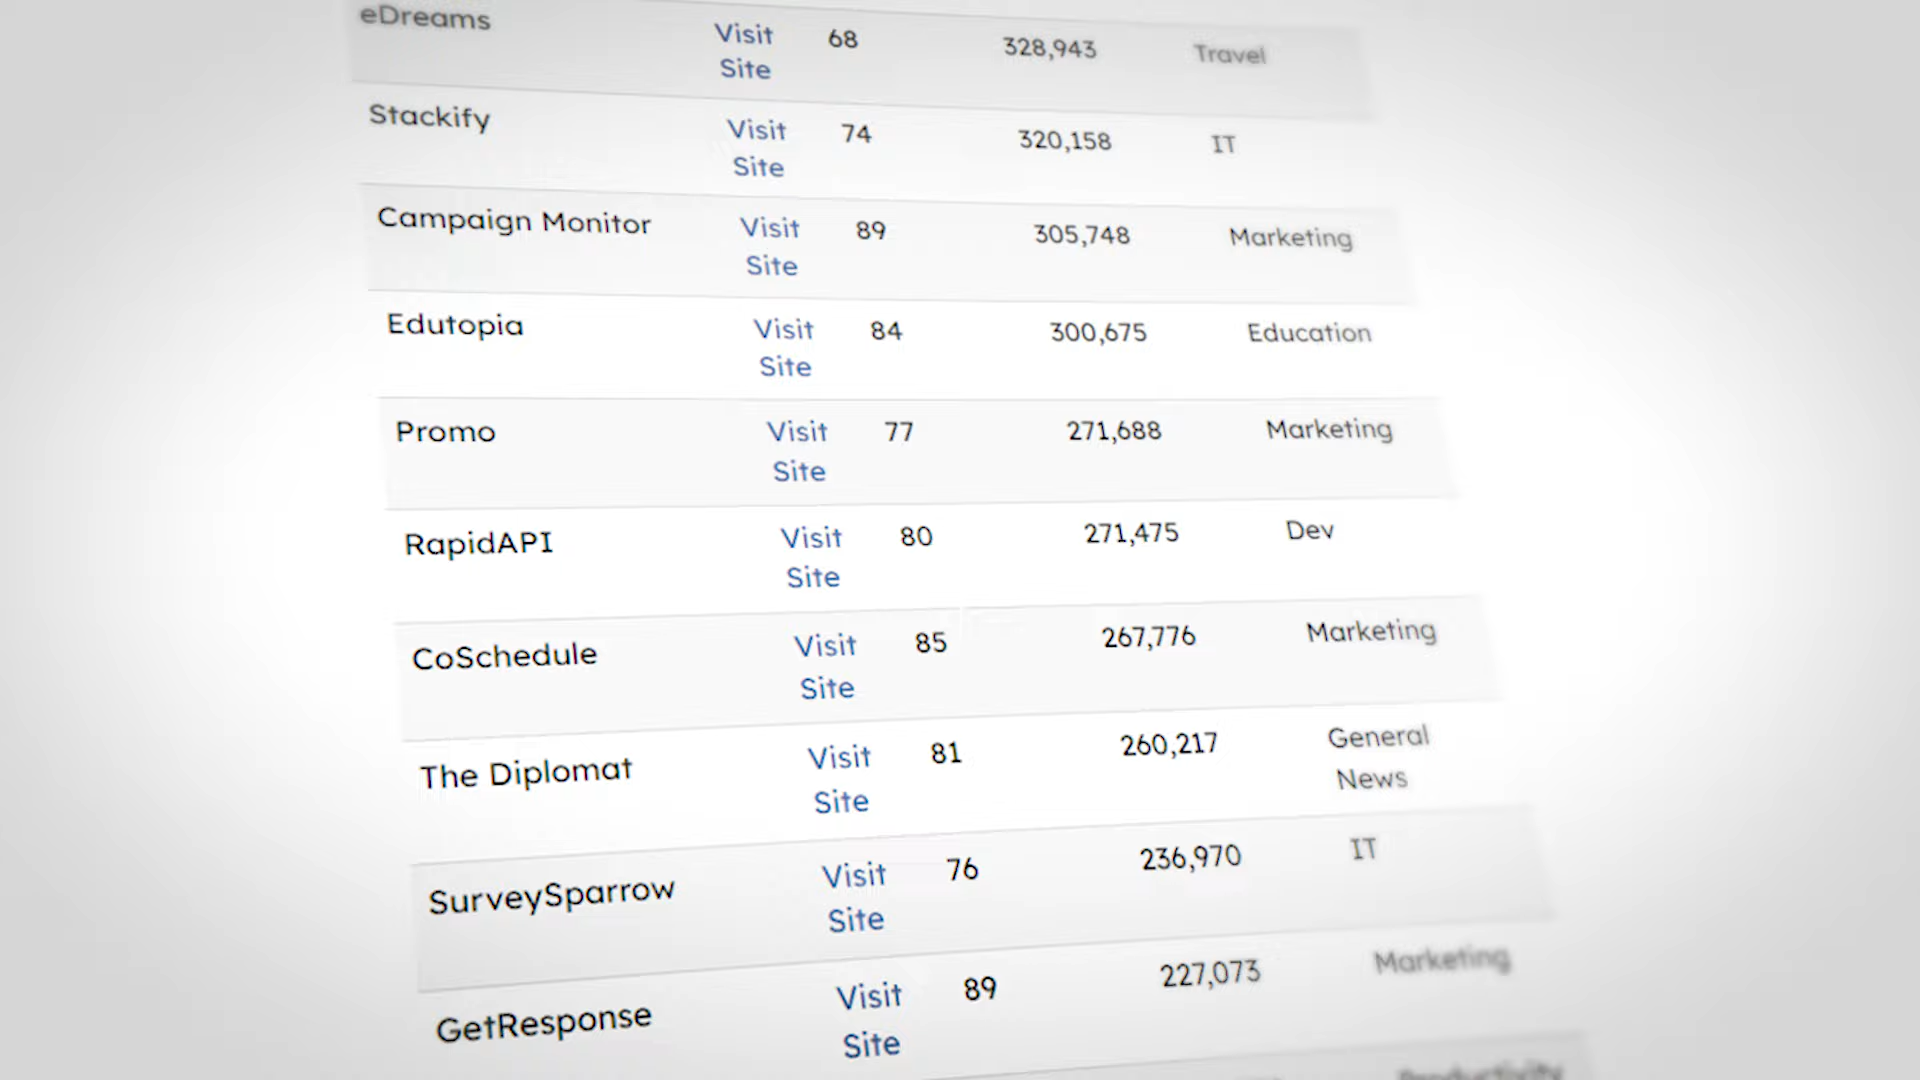 eDreams Visit Site 68 328,943 Travel
Stackify Visit Site 74 320,158 IT
Campaign Monitor Visit Site 89 305,748 Marketing
Edutopia Visit Site 84 300,675 Education
Promo Visit Site 77 271,688 Marketing
RapidAPI Visit Site 80 271,475 Dev
CoSchedule Visit Site 85 267,776 Marketing
The Diplomat Visit Site 81 260,217 General News
SurveySparrow Visit Site 76 236,970 IT
GetResponse Visit Site 89 227,073 Marketing
Productivity